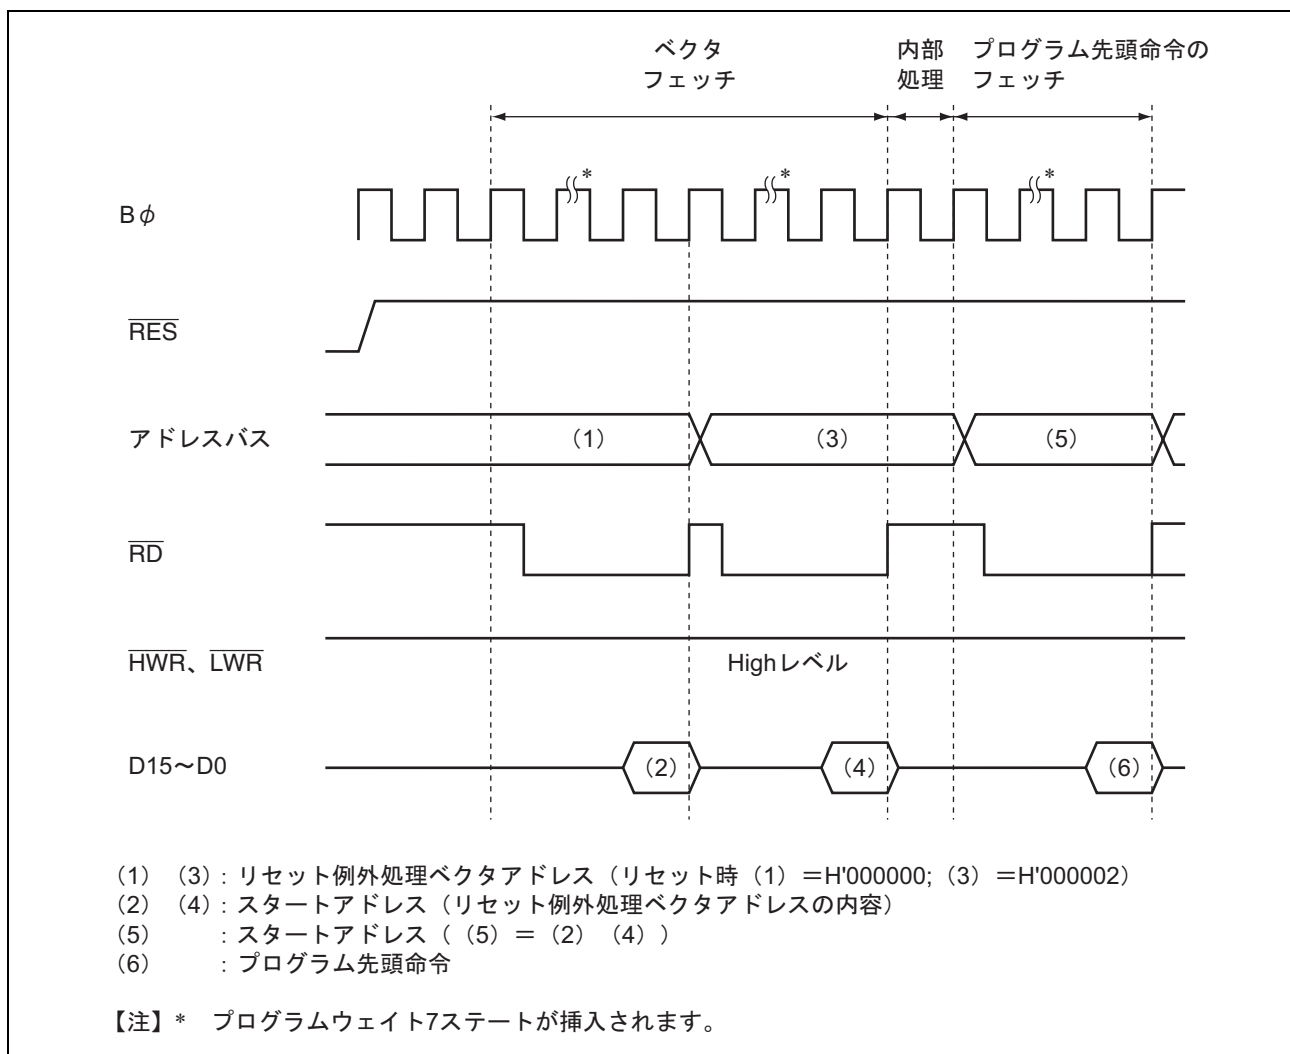 ベクタ
フェッチ
内部
処理
プログラム先頭命令の
フェッチ
Bφ
*
*
*
RES
アドレスバス
（1）
（3）
（5）
RD
HWR、LWR
Highレベル
D15～D0
（2）
（4）
（6）
（1）（3）: リセット例外処理ベクタアドレス（リセット時（1）＝H'000000;（3）＝H'000002）
（2）（4）: スタートアドレス（リセット例外処理ベクタアドレスの内容）
（5）　　: スタートアドレス（（5）＝（2）（4））
（6）　　: プログラム先頭命令
【注】*　プログラムウェイト7ステートが挿入されます。